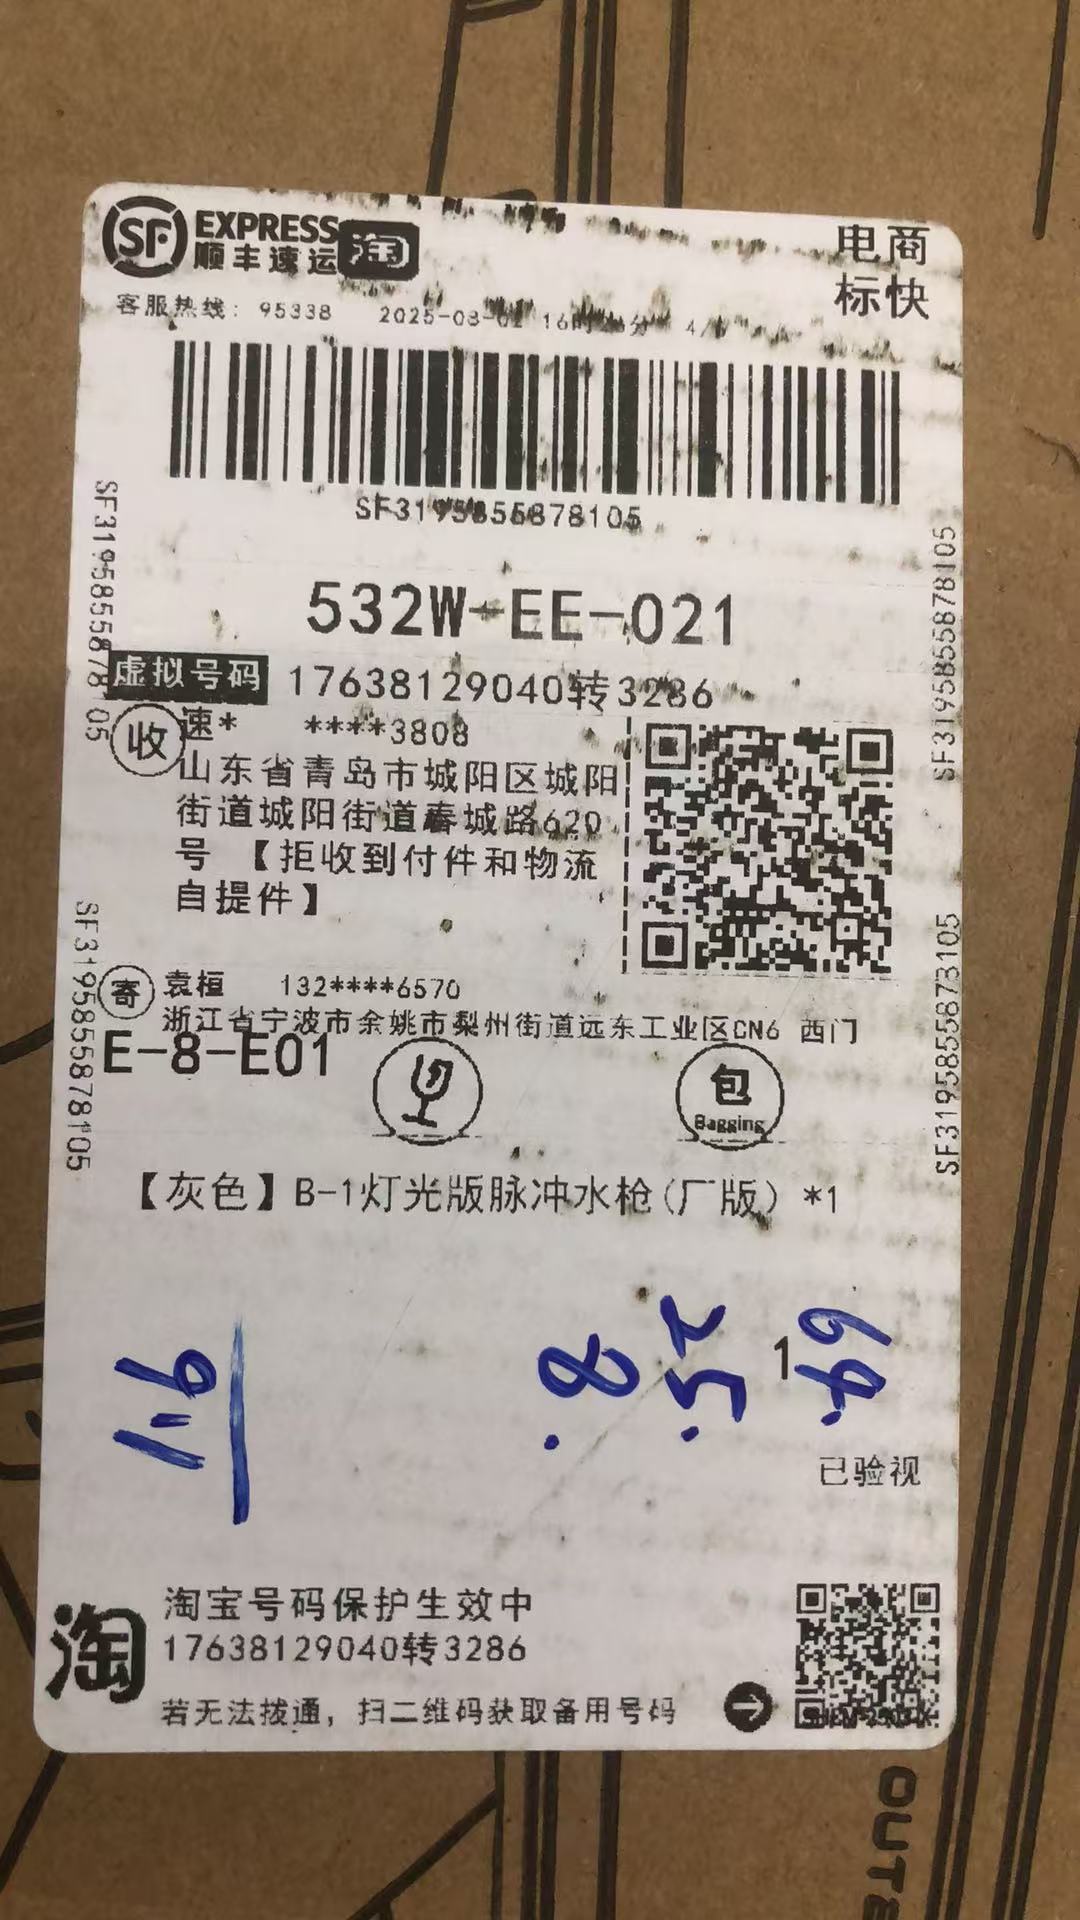 SF EXPRESS
顺丰速运 淘
电商
标快
客服热线: 95338
SF3195855878105
SF3195855878105
SF3195855878105
532W-EE-021
虚拟号码 17638129040转3286
收 速* ****3808
山东省青岛市城阳区城阳
街道城阳街道春城路620
号 【拒收到付件和物流
自提件】
SF3195855878105
SF3195855878105
寄 袁桓 132****6570
浙江省宁波市余姚市梨州街道远东工业区CN6 西门
E-8-E01
包
Bagging
【灰色】B-1灯光版脉冲水枪(厂版) *1
1
已验视
淘
淘宝号码保护生效中
17638129040转3286
若无法拨通，扫二维码获取备用号码